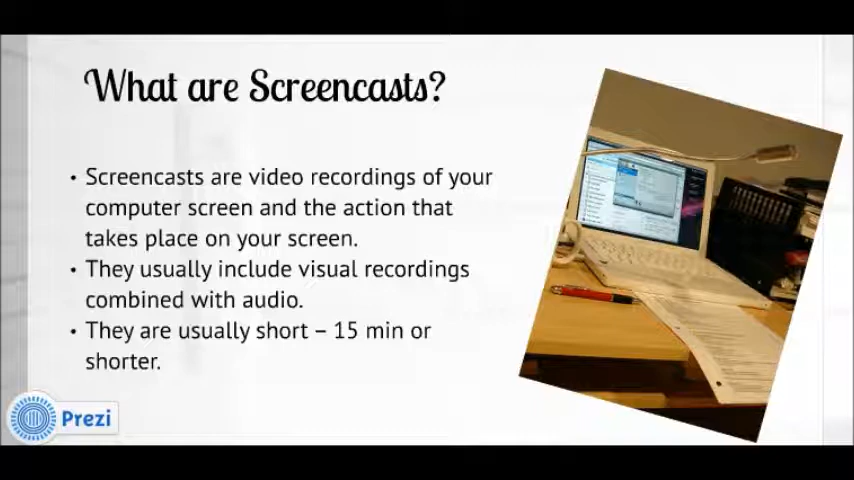 What are Screencasts?
• Screencasts are video recordings of your
computer screen and the action that
takes place on your screen.
• They usually include visual recordings
combined with audio.
• They are usually short – 15 min or
shorter.
Prezi